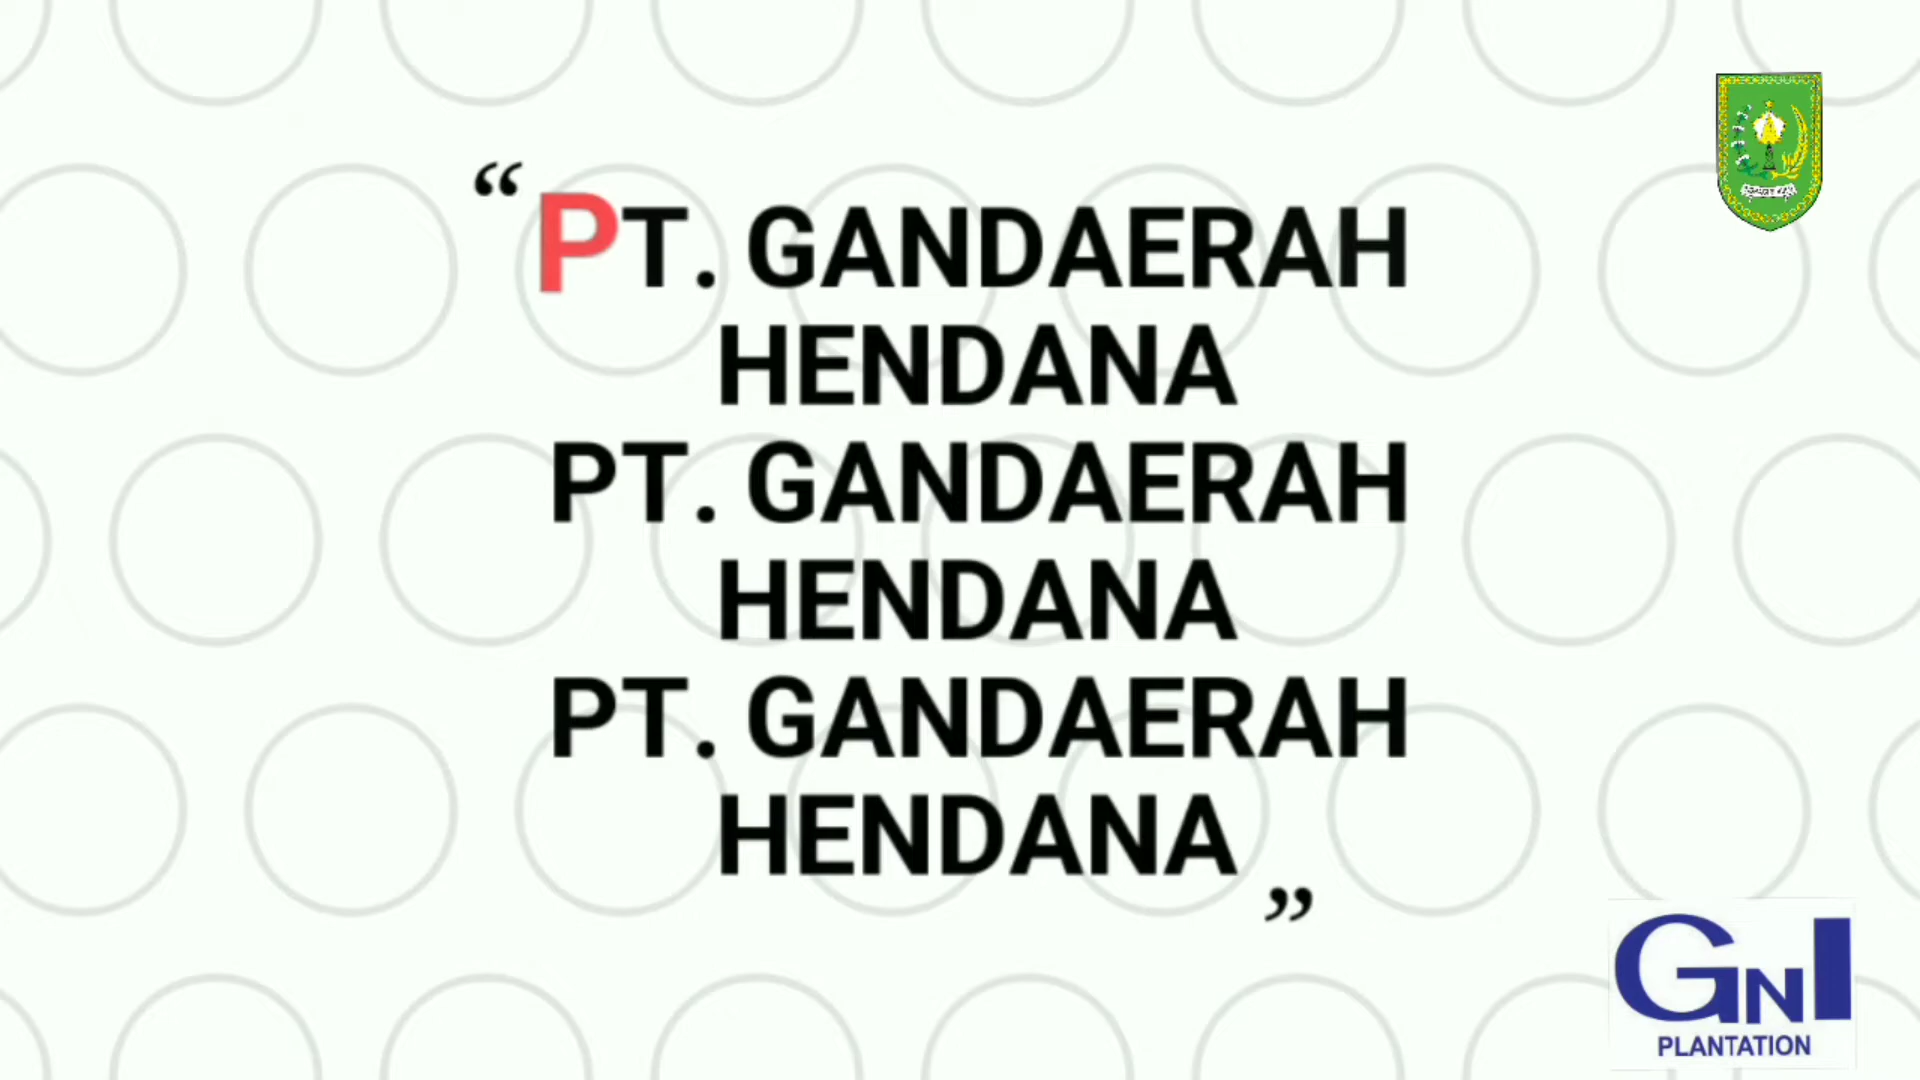 “PT. GANDAERAH
HENDANA
PT. GANDAERAH
HENDANA
PT. GANDAERAH
HENDANA”
GNI
PLANTATION